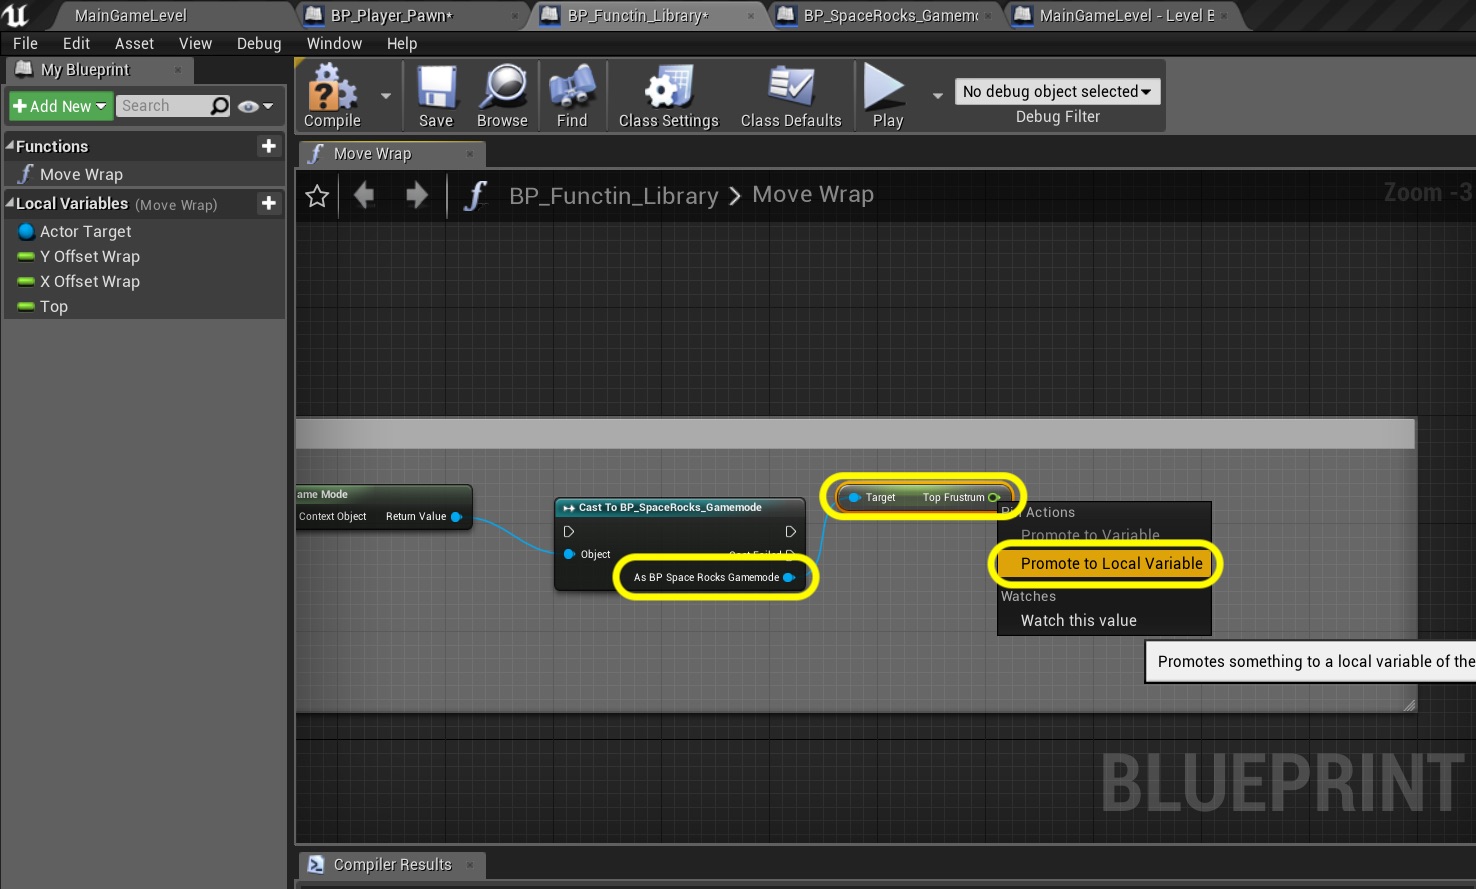 MainGameLevel
BP_Player_Pawn*
BP_Functin_Library*
BP_SpaceRocks_Gamemo
MainGameLevel - Level B
File Edit Asset View Debug Window Help
My Blueprint
Add New
Search
Compile
Save
Browse
Find
Class Settings
Class Defaults
Play
No debug object selected
Debug Filter
Functions
Move Wrap
Local Variables (Move Wrap)
Actor Target
Y Offset Wrap
X Offset Wrap
Top
Move Wrap
BP_Functin_Library > Move Wrap
Zoom -3
ame Mode
Context Object Return Value
Cast To BP_SpaceRocks_Gamemode
Object
Cast Failed
As BP Space Rocks Gamemode
Target Top Frustrum
Pin Actions
Promote to Variable
Promote to Local Variable
Watches
Watch this value
Promotes something to a local variable of the
BLUEPRINT
Compiler Results